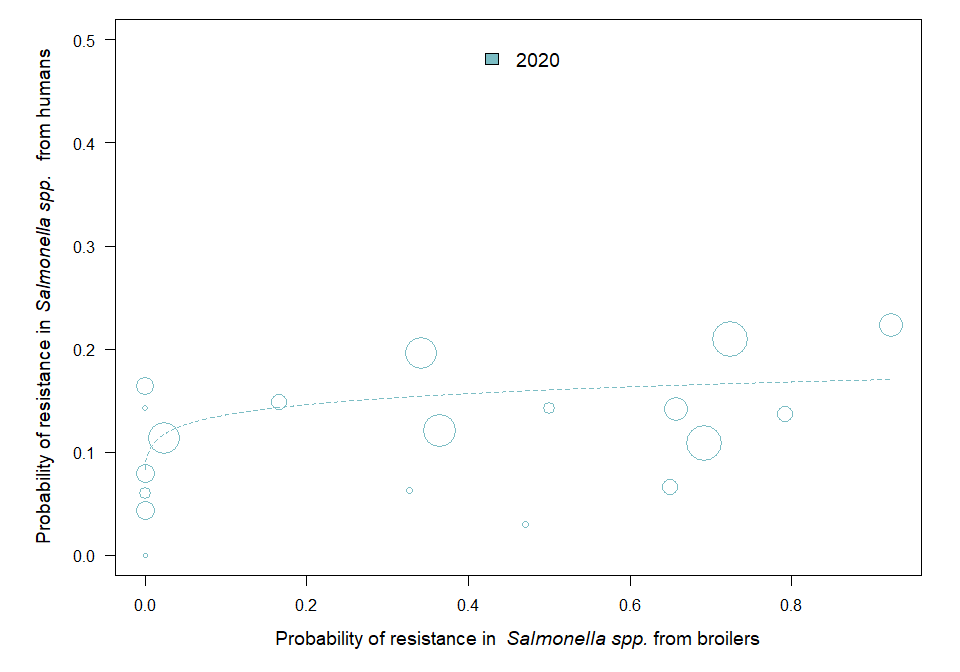 2020
0.5
0.4
0.3
0.2
0.1
0.0
Probability of resistance in Salmonella spp. from humans
0.0 0.2 0.4 0.6 0.8
Probability of resistance in Salmonella spp. from broilers